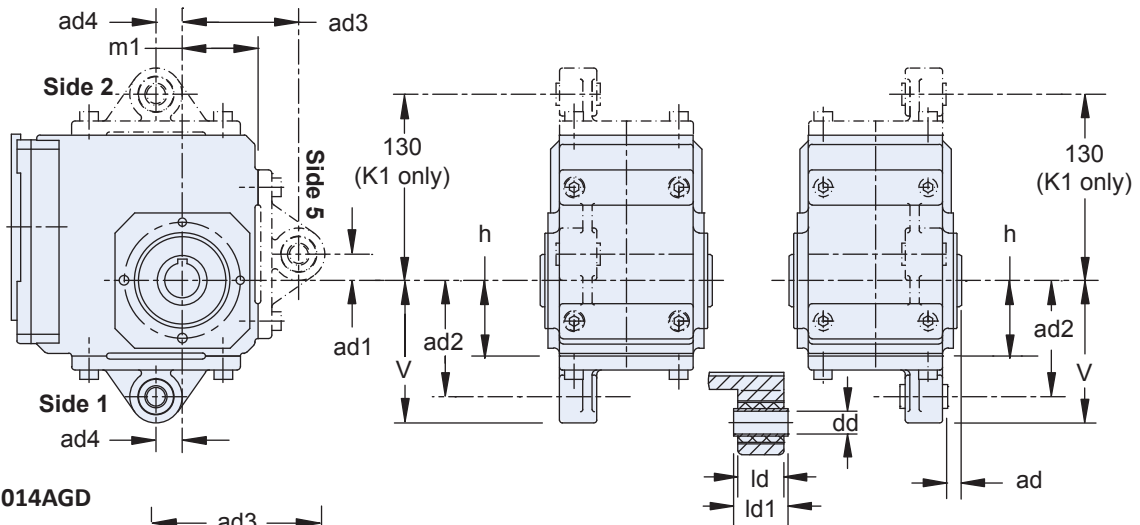 ad4
ad3
m1
Side 2
Side 5
130
(K1 only)
130
(K1 only)
h
h
ad1
ad2
ad2
V
V
Side 1
ad4
dd
ld
ld1
ad
014AGD
ad3